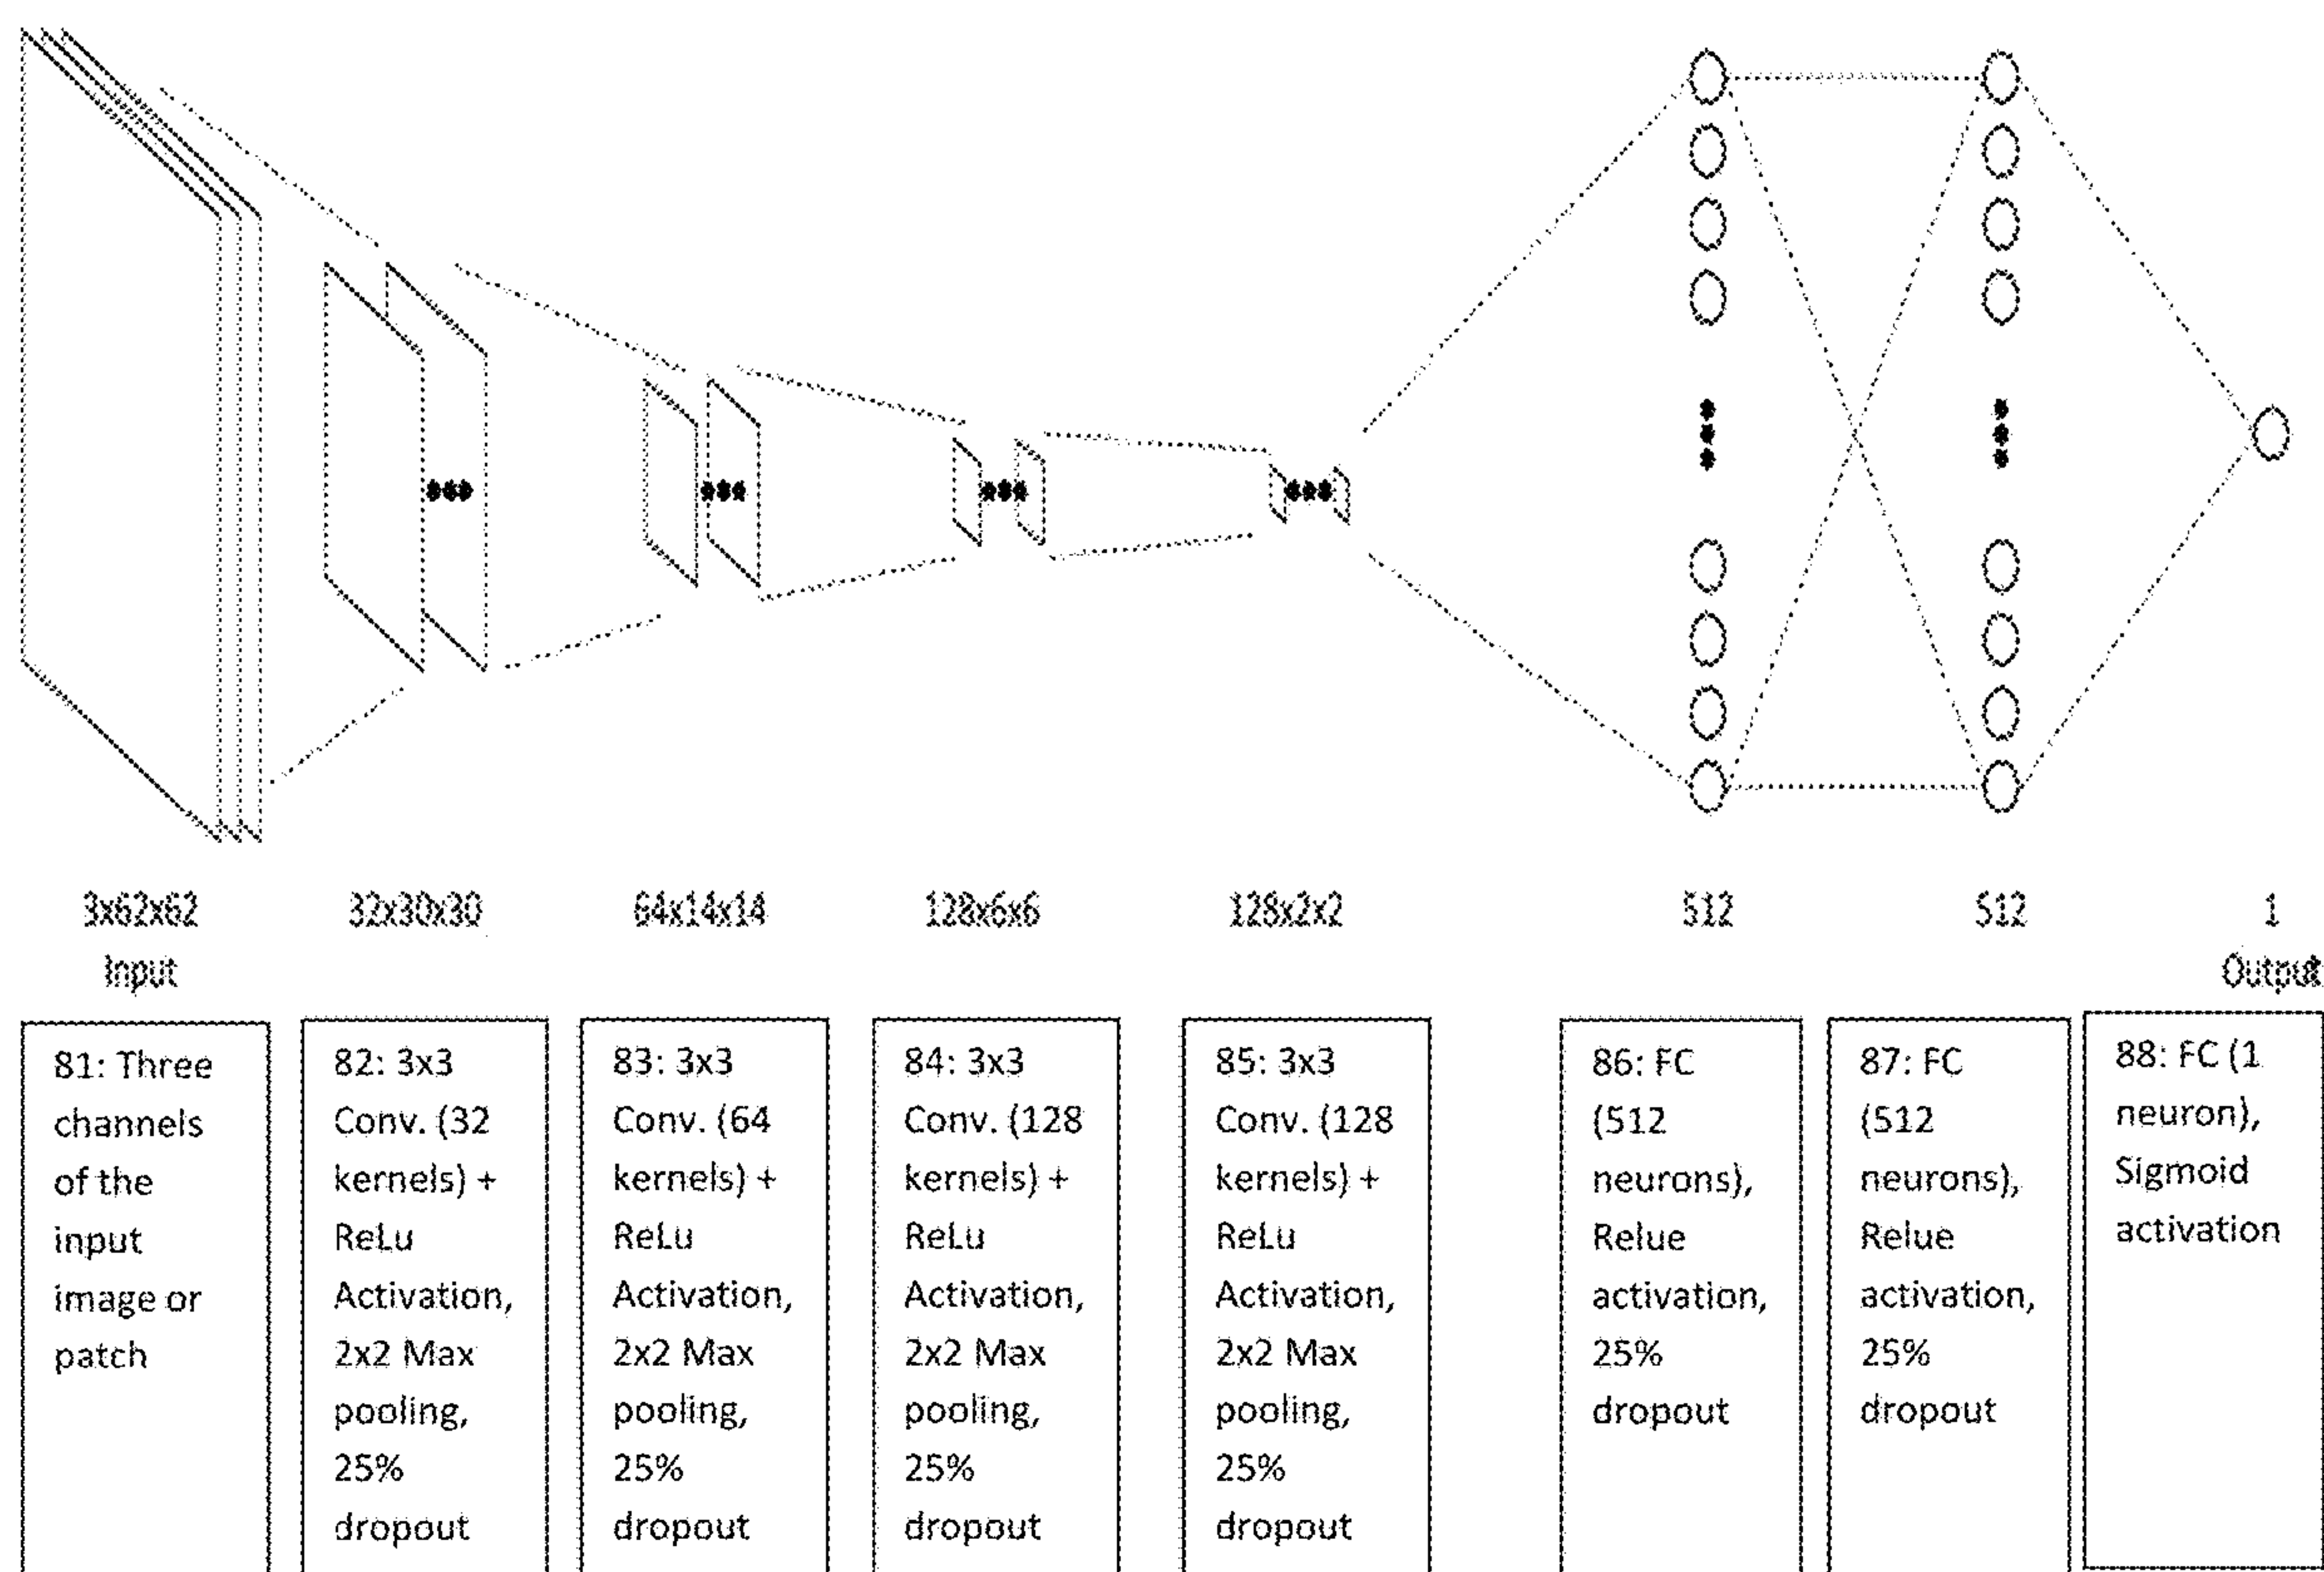 3x62x62
Input
32x30x30
64x14x14
128x6x6
128x2x2
512
512
1
Output
81: Three
channels
of the
input
image or
patch
82: 3x3
Conv. (32
kernels) +
ReLu
Activation,
2x2 Max
pooling,
25%
dropout
83: 3x3
Conv. (64
kernels) +
ReLu
Activation,
2x2 Max
pooling,
25%
dropout
84: 3x3
Conv. (128
kernels) +
ReLu
Activation,
2x2 Max
pooling,
25%
dropout
85: 3x3
Conv. (128
kernels) +
ReLu
Activation,
2x2 Max
pooling,
25%
dropout
86: FC
(512
neurons),
Relue
activation,
25%
dropout
87: FC
(512
neurons),
Relue
activation,
25%
dropout
88: FC (1
neuron),
Sigmoid
activation